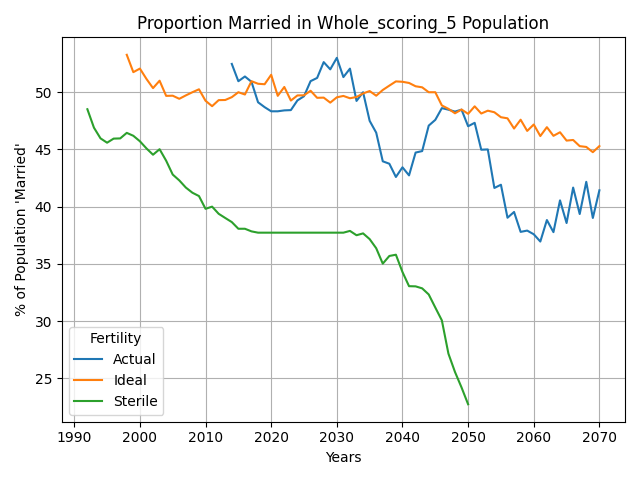 Proportion Married in Whole_scoring_5 Population
% of Population 'Married'
50
45
40
35
30
25
Fertility
Actual
Ideal
Sterile
1990 2000 2010 2020 2030 2040 2050 2060 2070
Years